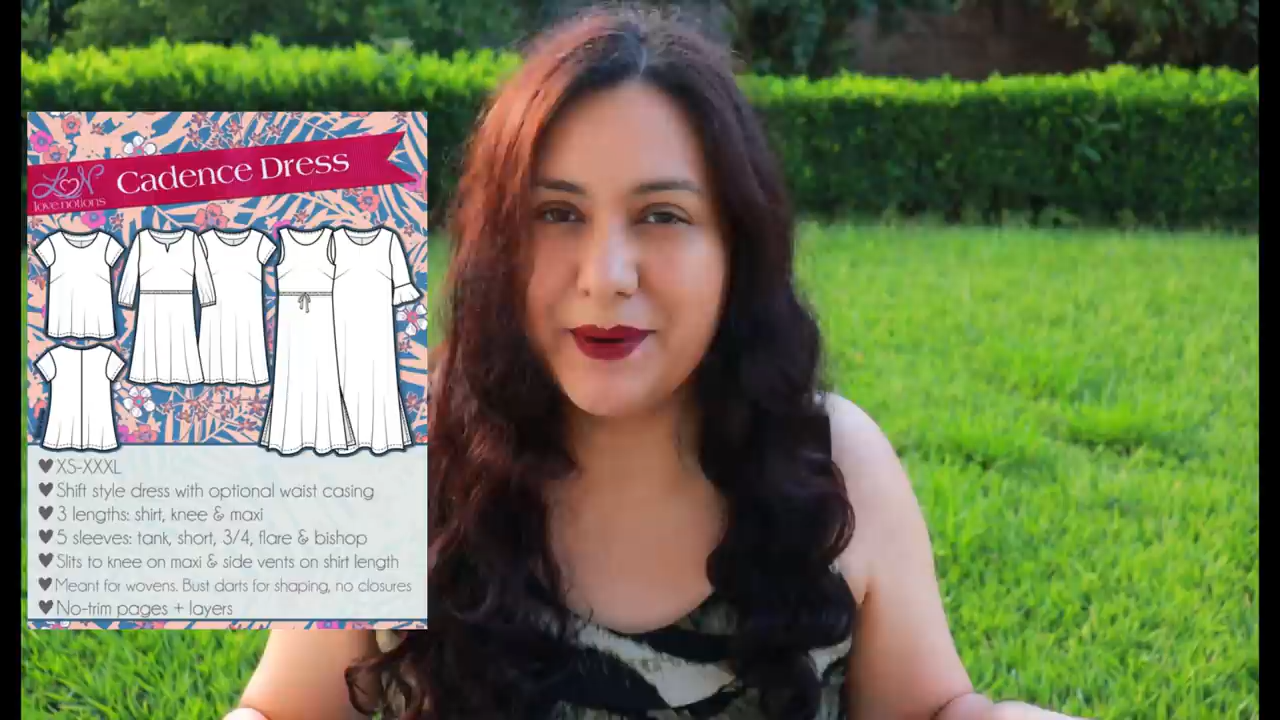 Cadence Dress
LN
love notions
XS-XXXL
Shift style dress with optional waist casing
3 lengths: shirt, knee & maxi
5 sleeves: tank, short, 3/4, flare & bishop
Slits to knee on maxi & side vents on shirt length
Meant for wovens. Bust darts for shaping, no closures
No-trim pages + layers